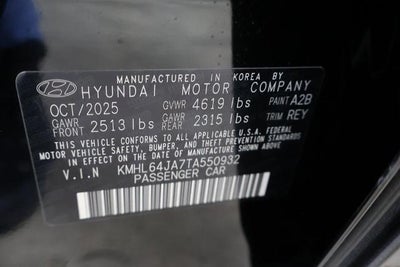 MANUFACTURED IN KOREA BY
HYUNDAI MOTOR COMPANY
OCT/2025 GVWR 4619 lbs PAINT A2B
GAWR FRONT 2513 lbs GAWR REAR 2315 lbs TRIM REY
THIS VEHICLE CONFORMS TO ALL APPLICABLE U.S.A. FEDERAL
MOTOR VEHICLE SAFETY, BUMPER, AND THEFT PREVENTION
STANDARDS IN EFFECT ON THE DATE OF MANUFACTURE SHOWN ABOVE.
V.I.N KMHL64JA7TA550932
PASSENGER CAR